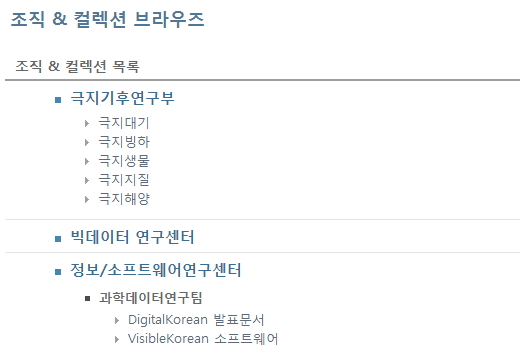 조직 & 컬렉션 브라우즈
조직 & 컬렉션 목록
극지기후연구부
극지대기
극지빙하
극지생물
극지지질
극지해양
빅데이터 연구센터
정보/소프트웨어연구센터
과학데이터연구팀
DigitalKorean 발표문서
VisibleKorean 소프트웨어